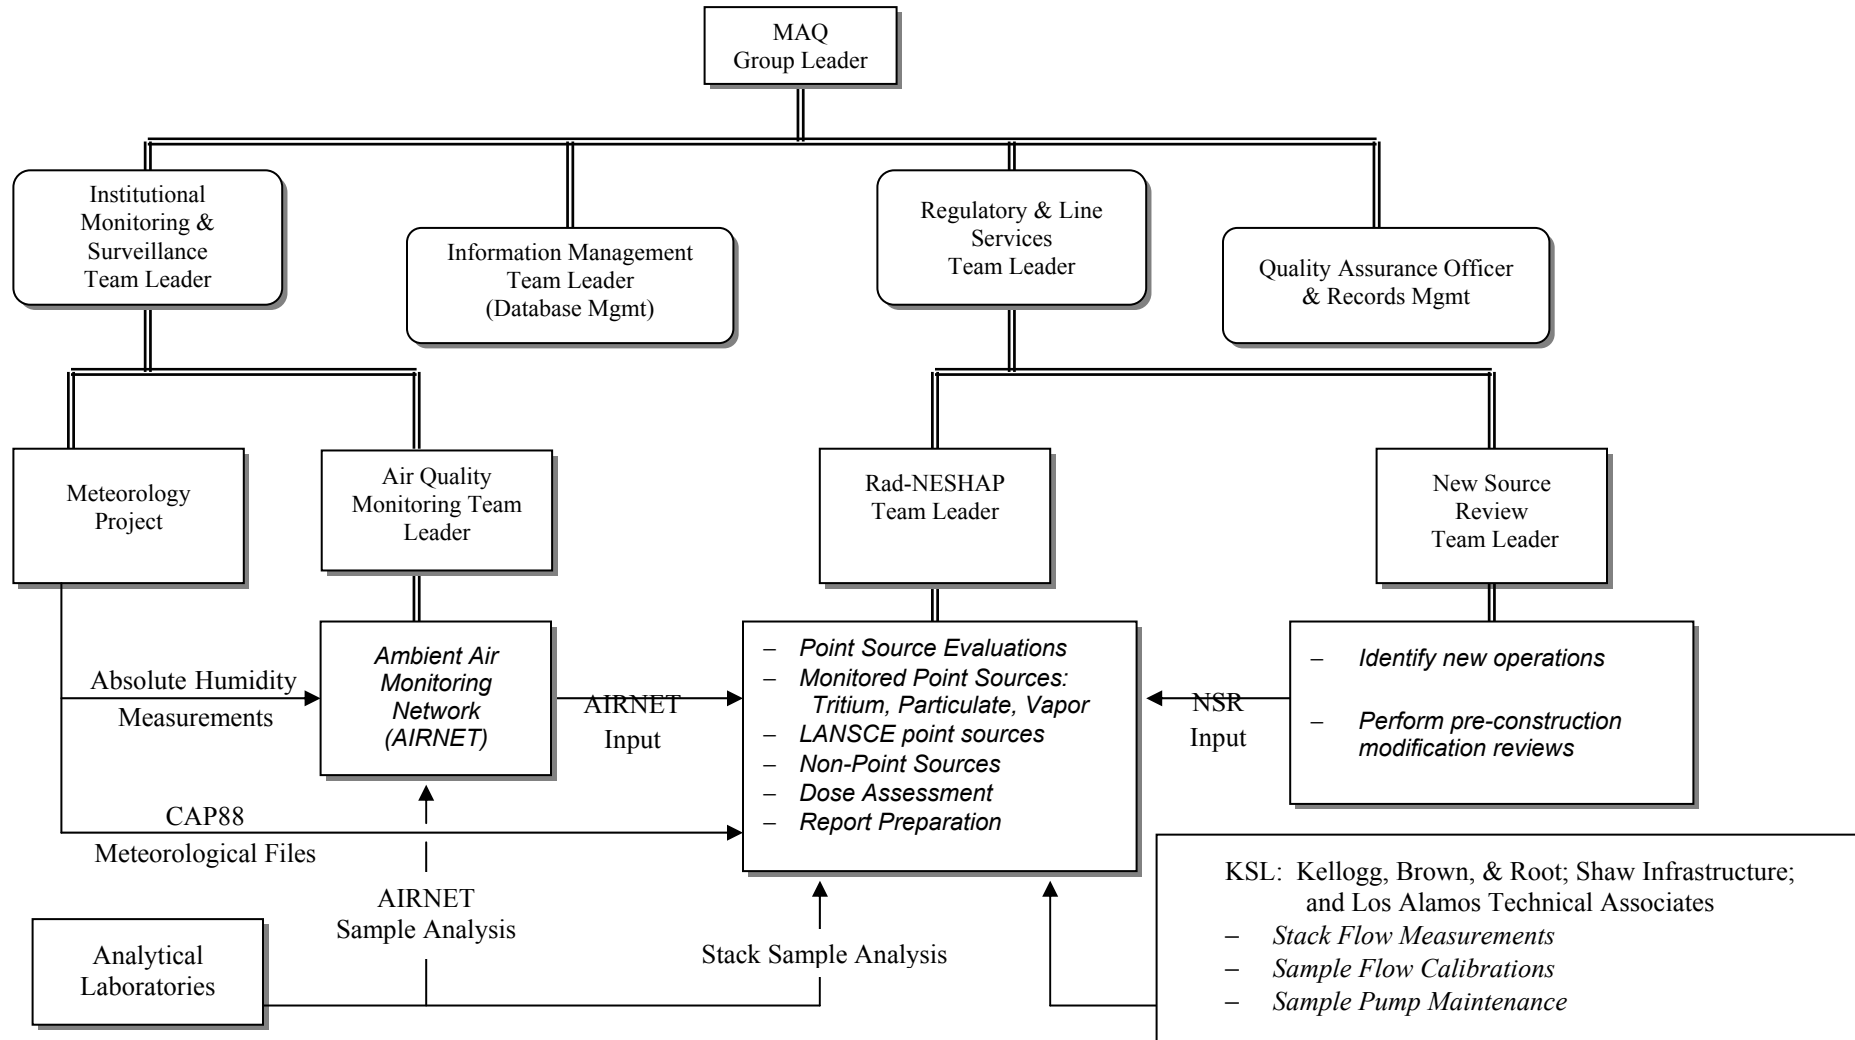 MAQ
Group Leader
Institutional
Monitoring &
Surveillance
Team Leader
Information Management
Team Leader
(Database Mgmt)
Regulatory & Line
Services
Team Leader
Quality Assurance Officer
& Records Mgmt
Meteorology
Project
Air Quality
Monitoring Team
Leader
Rad-NESHAP
Team Leader
New Source
Review
Team Leader
Absolute Humidity
Measurements
Ambient Air
Monitoring
Network
(AIRNET)
AIRNET
Input
– Point Source Evaluations
– Monitored Point Sources:
Tritium, Particulate, Vapor
– LANSCE point sources
– Non-Point Sources
– Dose Assessment
– Report Preparation
NSR
Input
– Identify new operations
– Perform pre-construction
modification reviews
CAP88
Meteorological Files
AIRNET
Sample Analysis
Analytical
Laboratories
Stack Sample Analysis
KSL: Kellogg, Brown, & Root; Shaw Infrastructure;
and Los Alamos Technical Associates
– Stack Flow Measurements
– Sample Flow Calibrations
– Sample Pump Maintenance